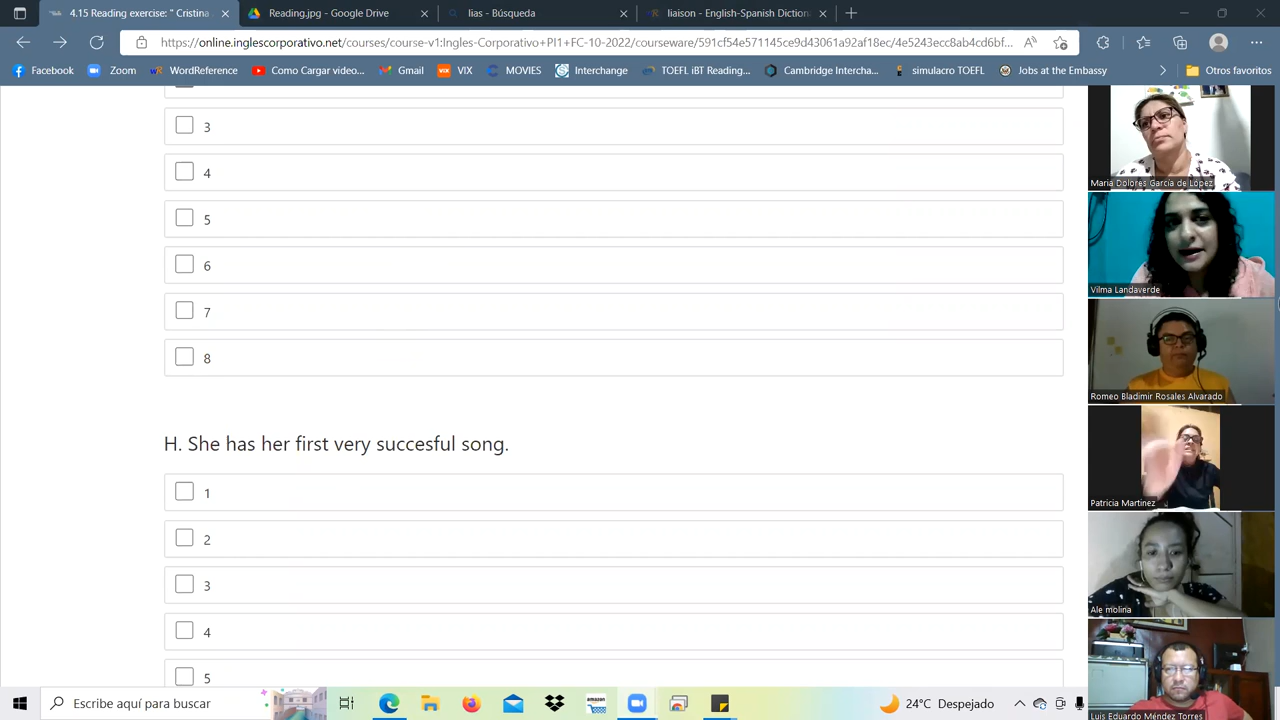 4.15 Reading exercise: " Cristina
Reading.jpg - Google Drive
liars - Búsqueda
liaison - English-Spanish Dictior
https://online.inglescorporativo.net/courses/course-v1:Ingles-Corporativo+PI1+FC-10-2022/courseware/591cf54e571145ce9d43061a92af18ec/4e5243ecc8ab4cd6bf...
Facebook
Zoom
WordReference
Como Cargar video...
Gmail
VIX
MOVIES
Interchange
TOEFL iBT Reading...
Cambridge Intercha...
simulacro TOEFL
Jobs at the Embassy
Otros favoritos
3
4
5
6
7
8
H. She has her first very succesful song.
1
2
3
4
5
Maria Dolores García de López
Vilma Landaverde
Romeo Bladimir Rosales Alvarado
Patricia Martinez
Ale molina
Luis Eduardo Méndez Torres
Escribe aquí para buscar
24°C Despejado